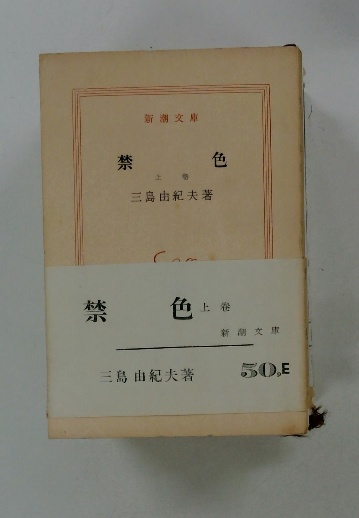 新潮文庫
禁色
上巻
三島由紀夫著
禁色 上巻
新潮文庫
三島由紀夫著
50,E